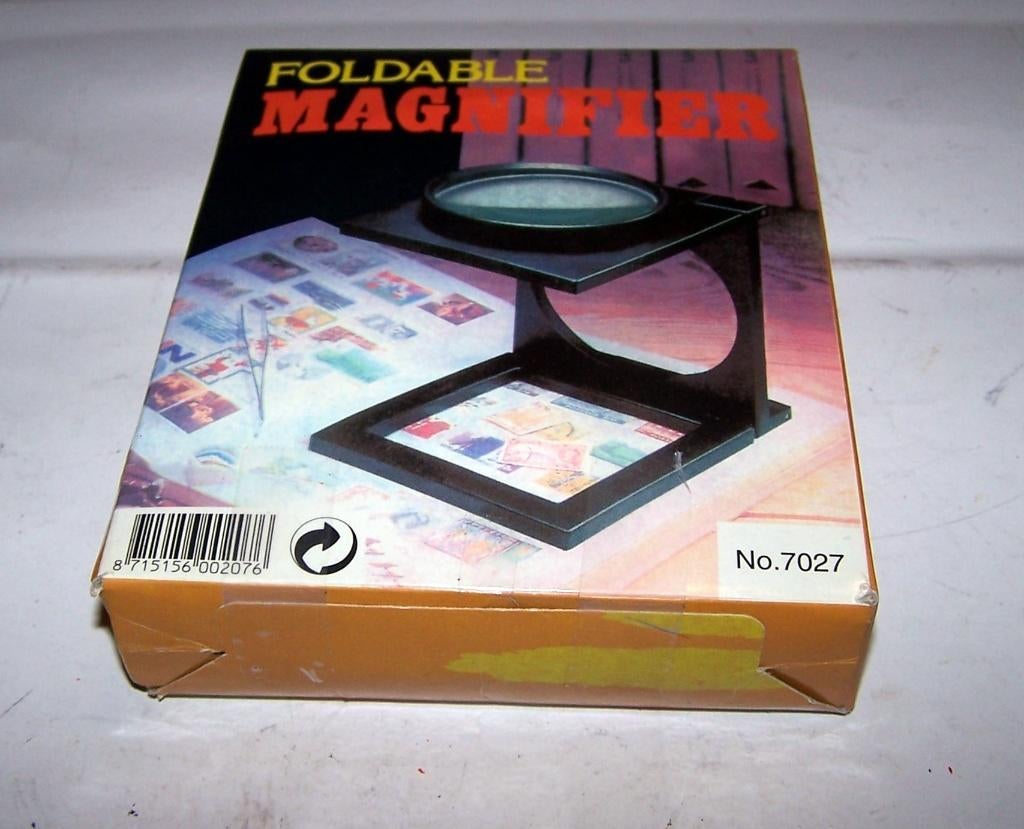 FOLDABLE
MAGNIFIER
8 715156 002076
No.7027